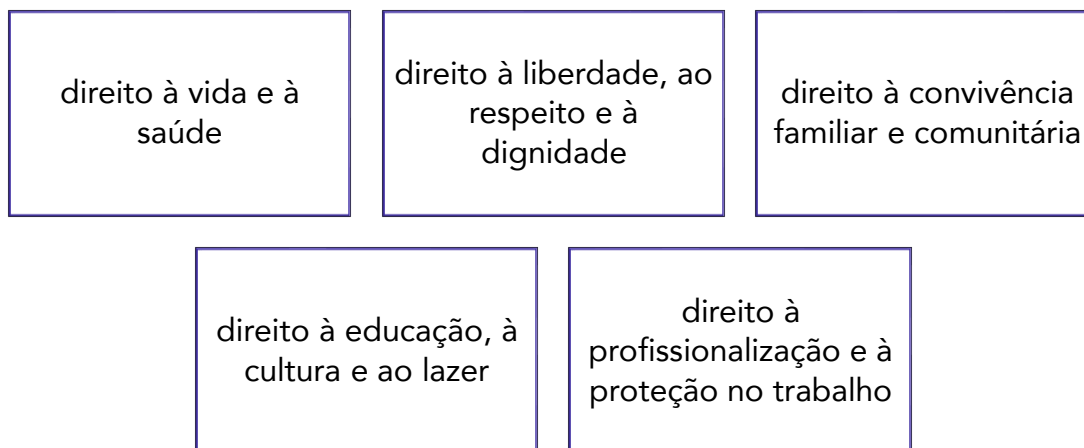 direito à vida e à
saúde
direito à liberdade, ao
respeito e à
dignidade
direito à convivência
familiar e comunitária
direito à educação, à
cultura e ao lazer
direito à
profissionalização e à
proteção no trabalho